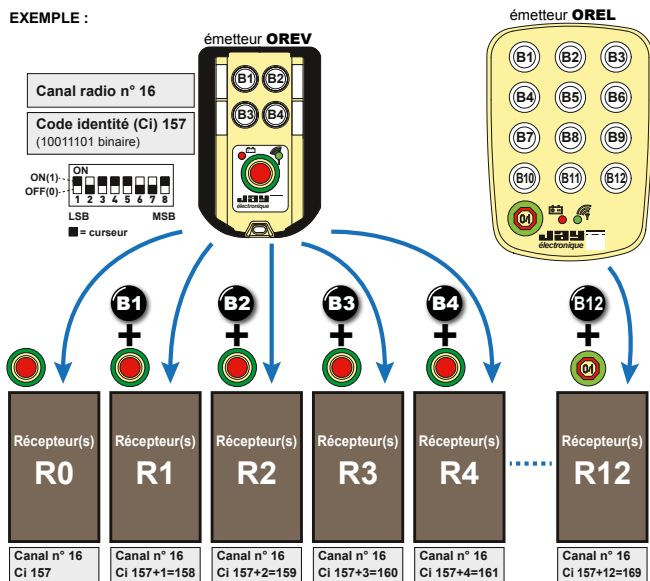 EXEMPLE :
émetteur OREV
émetteur OREL
Canal radio n° 16
Code identité (Ci) 157
(10011101 binaire)
ON
ON(1)
OFF(0)
1 2 3 4 5 6 7 8
LSB MSB
= curseur
B1 B2
B3 B4
JAY
électronique
B1 B2 B3
B4 B5 B6
B7 B8 B9
B10 B11 B12
JAY
électronique
B1
+
B2
+
B3
+
B4
+
B12
+
Récepteur(s)
R0
Récepteur(s)
R1
Récepteur(s)
R2
Récepteur(s)
R3
Récepteur(s)
R4
Récepteur(s)
R12
Canal n° 16
Ci 157
Canal n° 16
Ci 157+1=158
Canal n° 16
Ci 157+2=159
Canal n° 16
Ci 157+3=160
Canal n° 16
Ci 157+4=161
Canal n° 16
Ci 157+12=169